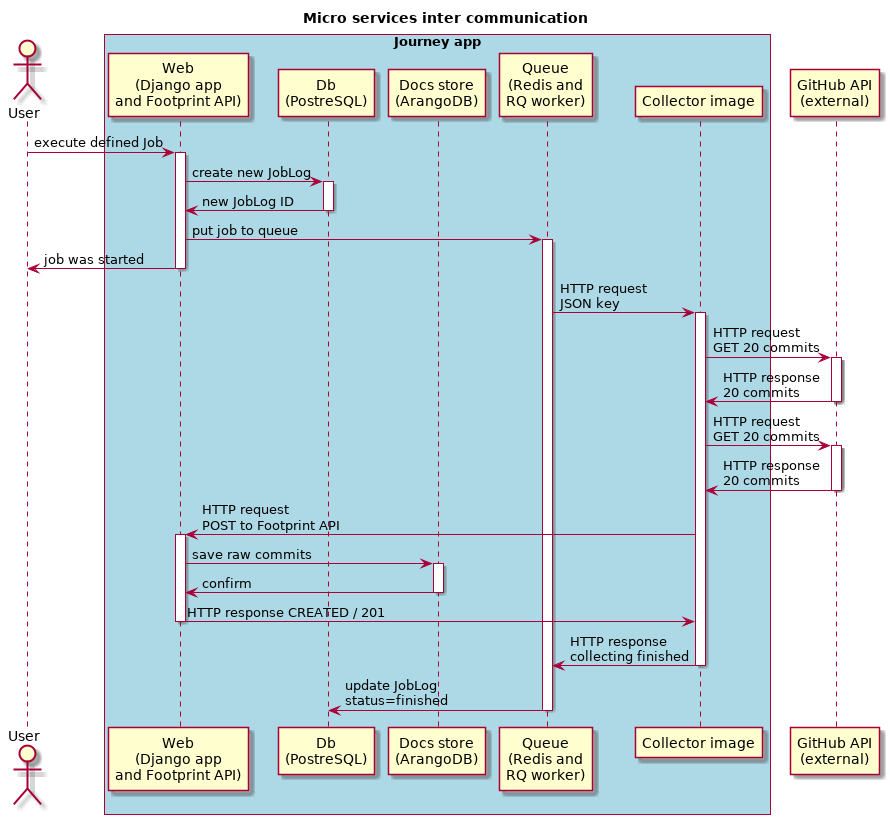 Micro services inter communication
Journey app
User
Web
(Django app
and Footprint API)
Db
(PostreSQL)
Docs store
(ArangoDB)
Queue
(Redis and
RQ worker)
Collector image
GitHub API
(external)
execute defined Job
create new JobLog
new JobLog ID
put job to queue
job was started
HTTP request
JSON key
HTTP request
GET 20 commits
HTTP response
20 commits
HTTP request
GET 20 commits
HTTP response
20 commits
HTTP request
POST to Footprint API
save raw commits
confirm
HTTP response CREATED / 201
HTTP response
collecting finished
update JobLog
status=finished
User
Web
(Django app
and Footprint API)
Db
(PostreSQL)
Docs store
(ArangoDB)
Queue
(Redis and
RQ worker)
Collector image
GitHub API
(external)